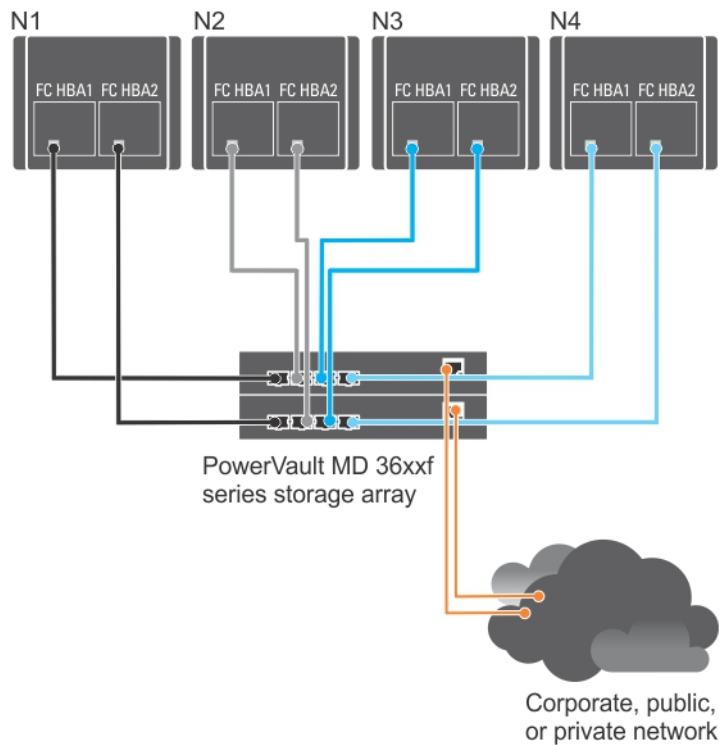 N1
N2
N3
N4
FC HBA1 FC HBA2
FC HBA1 FC HBA2
FC HBA1 FC HBA2
FC HBA1 FC HBA2
PowerVault MD 36xxf
series storage array
Corporate, public,
or private network